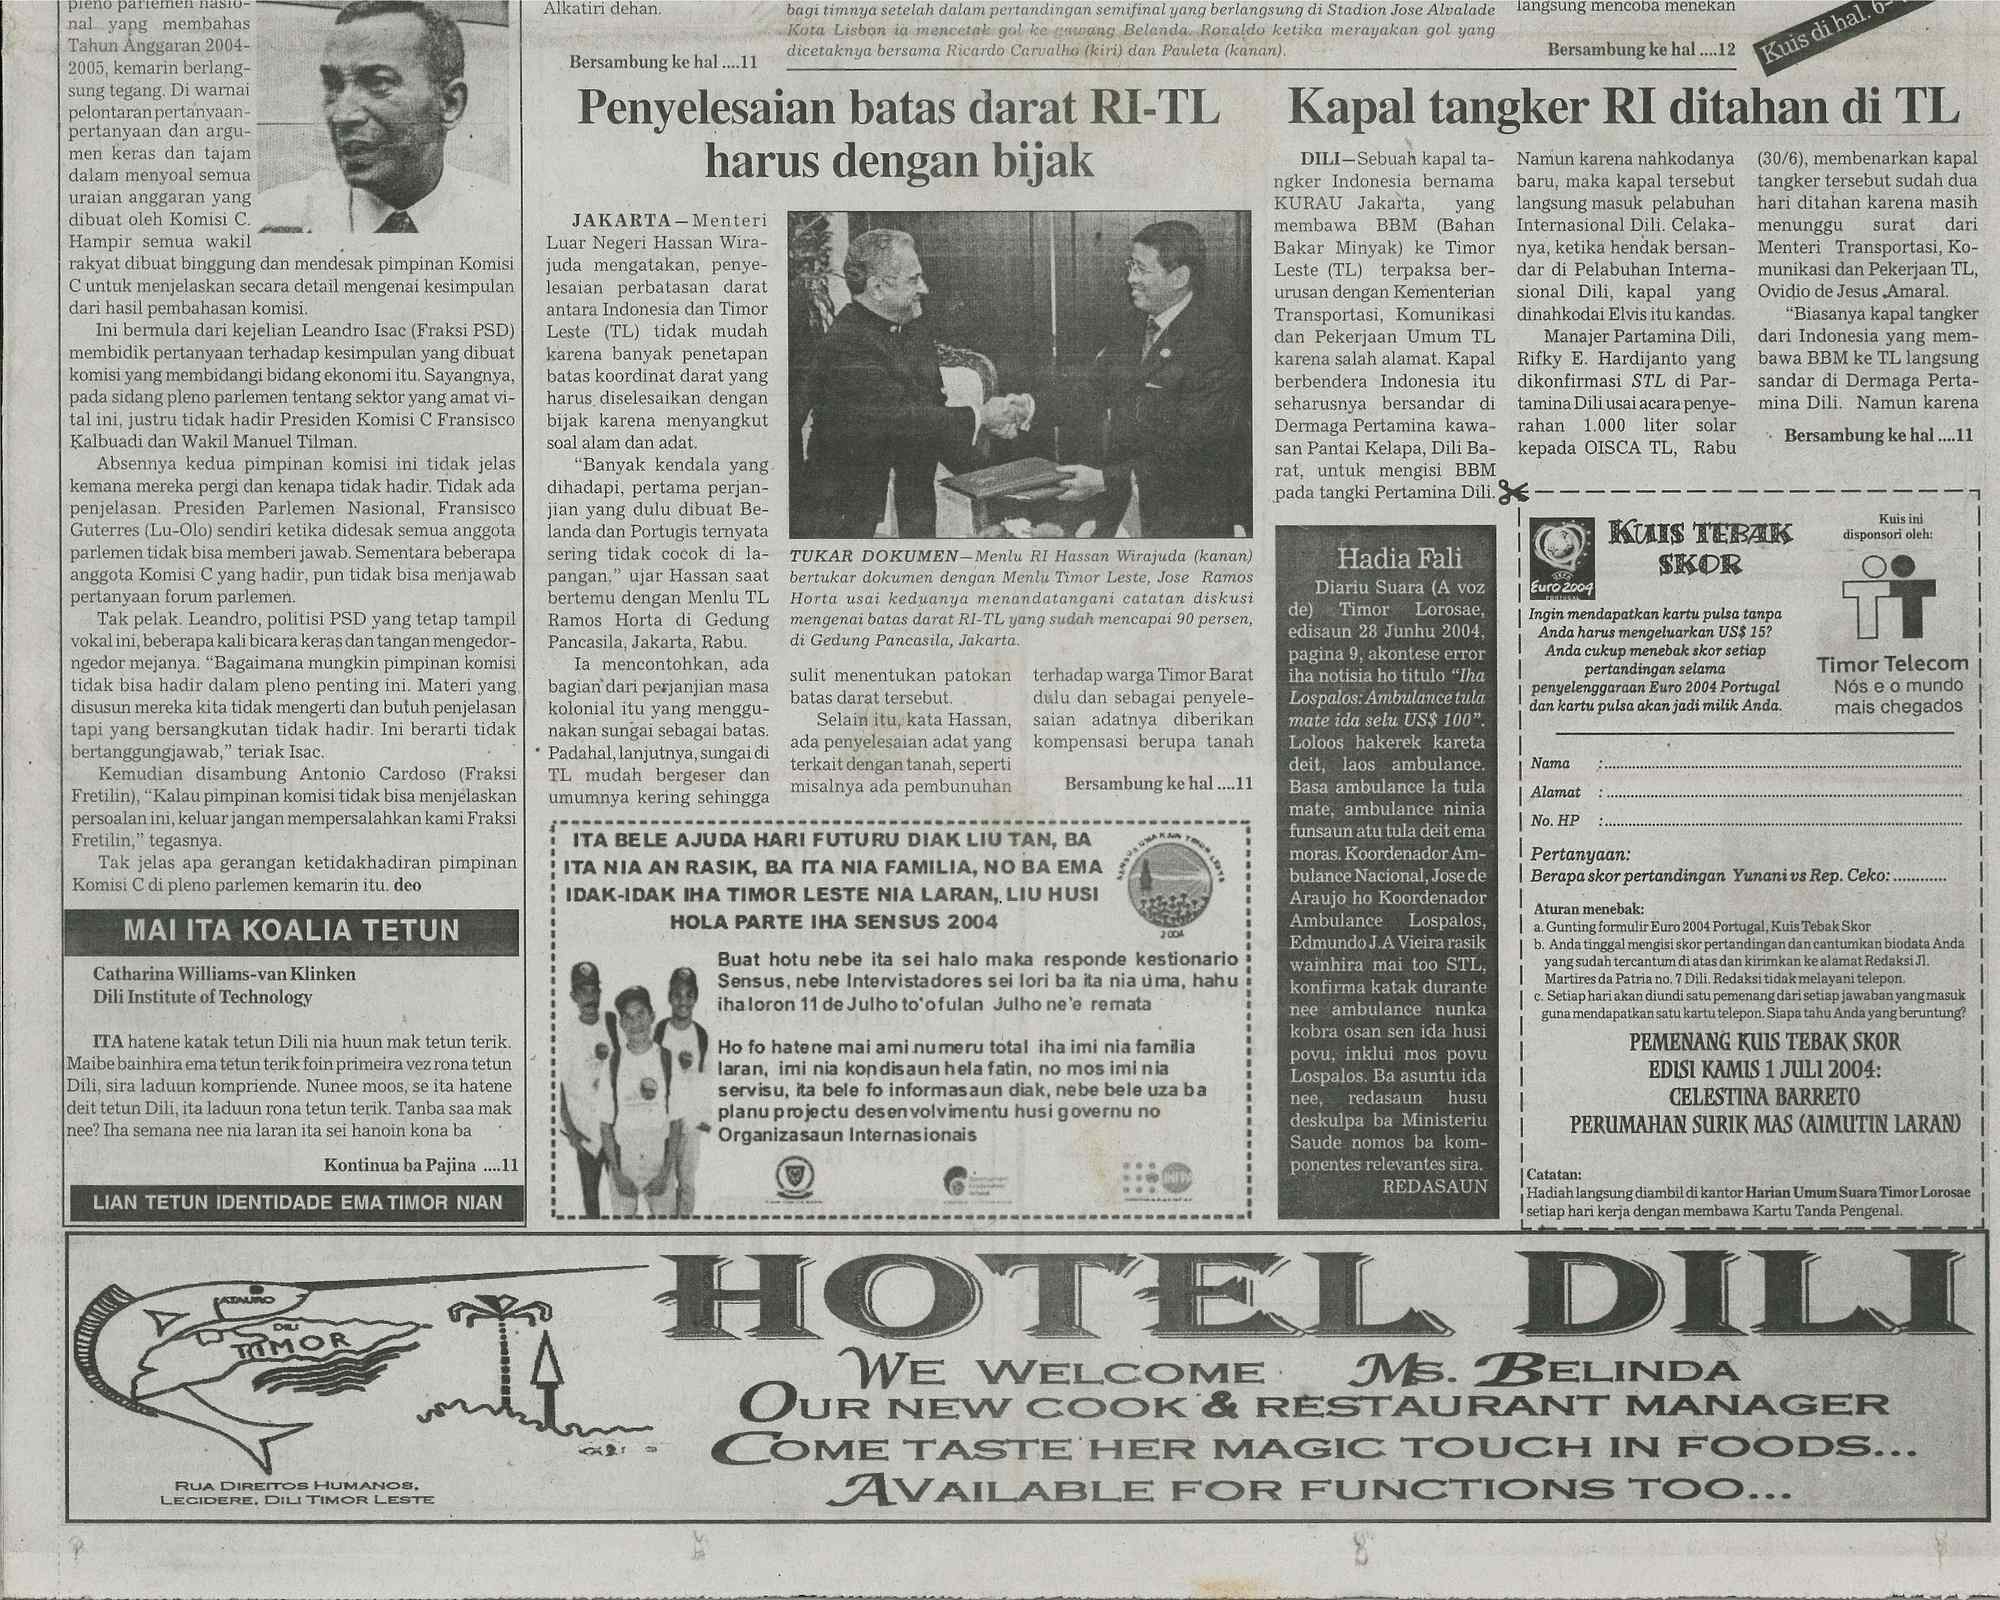 pleno parlemen nasio-
nal yang membahas
Tahun Anggaran 2004-
2005, kemarin berlang-
sung tegang. Di warnai
pelontaran pertanyaan-
pertanyaan dan argu-
men keras dan tajam
dalam menyoal semua
uraian anggaran yang
dibuat oleh Komisi C.
Hampir semua wakil
rakyat dibuat binggung dan mendesak pimpinan Komisi
C untuk menjelaskan secara detail mengenai kesimpulan
dari hasil pembahasan komisi.
Ini bermula dari kejelian Leandro Isac (Fraksi PSD)
membidik pertanyaan terhadap kesimpulan yang dibuat
komisi yang membidangi bidang ekonomi itu. Sayangnya,
pada sidang pleno parlemen tentang sektor yang amat vi-
tal ini, justru tidak hadir Presiden Komisi C Fransisco
Kalbuadi dan Wakil Manuel Tilman.
Absennya kedua pimpinan komisi ini tidak jelas
kemana mereka pergi dan kenapa tidak hadir. Tidak ada
penjelasan. Presiden Parlemen Nasional, Fransisco
Guterres (Lu-Olo) sendiri ketika didesak semua anggota
parlemen tidak bisa memberi jawab. Sementara beberapa
anggota Komisi C yang hadir, pun tidak bisa menjawab
pertanyaan forum parlemen.
Tak pelak. Leandro, politisi PSD yang tetap tampil
vokal ini, beberapa kali bicara keras dan tangan mengedor-
ngedor mejanya. “Bagaimana mungkin pimpinan komisi
tidak bisa hadir dalam pleno penting ini. Materi yang
disusun mereka kita tidak mengerti dan butuh penjelasan
tapi yang bersangkutan tidak hadir. Ini berarti tidak
bertanggungjawab,” teriak Isac.
Kemudian disambung Antonio Cardoso (Fraksi
Fretilin), “Kalau pimpinan komisi tidak bisa menjelaskan
persoalan ini, keluar jangan mempersalahkan kami Fraksi
Fretilin,” tegasnya.
Tak jelas apa gerangan ketidakhadiran pimpinan
Komisi C di pleno parlemen kemarin itu. deo
MAI ITA KOALIA TETUN
Catharina Williams-van Klinken
Dili Institute of Technology
ITA hatene katak tetun Dili nia huun mak tetun terik.
Maibe bainhira ema tetun terik foin primeira vez rona tetun
Dili, sira laduun kompriende. Nunee moos, se ita hatene
deit tetun Dili, ita laduun rona tetun terik. Tanba saa mak
nee? Iha semana nee nia laran ita sei hanoin kona ba
Kontinua ba Pajina ....11
LIAN TETUN IDENTIDADE EMA TIMOR NIAN
Alkatiri dehan.
Bersambung ke hal ....11
bagi timnya setelah dalam pertandingan semifinal yang berlangsung di Stadion Jose Alvalade
Kota Lisbon ia mencetak gol ke gawang Belanda. Ronaldo ketika merayakan gol yang
dicetaknya bersama Ricardo Carvalho (kiri) dan Pauleta (kanan).
langsung mencoba menekan
Bersambung ke hal ....12
Kuis di hal. 6-
Penyelesaian batas darat RI-TL
harus dengan bijak
JAKARTA—Menteri
Luar Negeri Hassan Wira-
juda mengatakan, penye-
lesaian perbatasan darat
antara Indonesia dan Timor
Leste (TL) tidak mudah
karena banyak penetapan
batas koordinat darat yang
harus diselesaikan dengan
bijak karena menyangkut
soal alam dan adat.
“Banyak kendala yang
dihadapi, pertama perjan-
jian yang dulu dibuat Be-
landa dan Portugis ternyata
sering tidak cocok di la-
pangan,” ujar Hassan saat
bertemu dengan Menlu TL
Ramos Horta di Gedung
Pancasila, Jakarta, Rabu.
Ia mencontohkan, ada
bagian dari perjanjian masa
kolonial itu yang menggu-
nakan sungai sebagai batas.
Padahal, lanjutnya, sungai di
TL mudah bergeser dan
umumnya kering sehingga
TUKAR DOKUMEN—Menlu RI Hassan Wirajuda (kanan)
bertukar dokumen dengan Menlu Timor Leste, Jose Ramos
Horta usai keduanya menandatangani catatan diskusi
mengenai batas darat RI-TL yang sudah mencapai 90 persen,
di Gedung Pancasila, Jakarta.
sulit menentukan patokan
batas darat tersebut.
Selain itu, kata Hassan,
ada penyelesaian adat yang
terkait dengan tanah, seperti
misalnya ada pembunuhan
terhadap warga Timor Barat
dulu dan sebagai penyele-
saian adatnya diberikan
kompensasi berupa tanah
Bersambung ke hal ....11
ITA BELE AJUDA HARI FUTURU DIAK LIU TAN, BA
ITA NIA AN RASIK, BA ITA NIA FAMILIA, NO BA EMA
IDAK-IDAK IHA TIMOR LESTE NIA LARAN, LIU HUSI
HOLA PARTE IHA SENSUS 2004
2004
Buat hotu nebe ita sei halo maka responde kestionario
Sensus, nebe Intervistadores sei lori ba ita nia uma, hahu
iha loron 11 de Julho to'o fulan Julho ne'e remata
Ho fo hatene mai ami numeru total iha imi nia familia
laran, imi nia kondisaun hela fatin, no mos imi nia
servisu, ita bele fo informasaun diak, nebe bele uza ba
planu projectu desenvolvimentu husi governu no
Organizasaun Internasionais
Kapal tangker RI ditahan di TL
DILI—Sebuah kapal ta-
ngker Indonesia bernama
KURAU Jakarta, yang
membawa BBM (Bahan
Bakar Minyak) ke Timor
Leste (TL) terpaksa ber-
urusan dengan Kementerian
Transportasi, Komunikasi
dan Pekerjaan Umum TL
karena salah alamat. Kapal
berbendera Indonesia itu
seharusnya bersandar di
Dermaga Pertamina kawa-
san Pantai Kelapa, Dili Ba-
rat, untuk mengisi BBM
pada tangki Pertamina Dili.
Namun karena nahkodanya
baru, maka kapal tersebut
langsung masuk pelabuhan
Internasional Dili. Celaka-
nya, ketika hendak bersan-
dar di Pelabuhan Interna-
sional Dili, kapal yang
dinahkodai Elvis itu kandas.
Manajer Partamina Dili,
Rifky E. Hardijanto yang
dikonfirmasi STL di Par-
tamina Dili usai acara penye-
rahan 1.000 liter solar
kepada OISCA TL, Rabu
(30/6), membenarkan kapal
tangker tersebut sudah dua
hari ditahan karena masih
menunggu surat dari
Menteri Transportasi, Ko-
munikasi dan Pekerjaan TL,
Ovidio de Jesus Amaral.
“Biasanya kapal tangker
dari Indonesia yang mem-
bawa BBM ke TL langsung
sandar di Dermaga Perta-
mina Dili. Namun karena
Bersambung ke hal ....11
Hadia Fali
Diariu Suara (A voz
de) Timor Lorosae,
edisaun 28 Junhu 2004,
pagina 9, akontese error
iha notisia ho titulo “Iha
Lospalos: Ambulance tula
mate ida selu US$ 100”.
Loloos hakerek kareta
deit, laos ambulance.
Basa ambulance la tula
mate, ambulance ninia
funsaun atu tula deit ema
moras. Koordenador Am-
bulance Nacional, Jose de
Araujo ho Koordenador
Ambulance Lospalos,
Edmundo J.A Vieira rasik
wainhira mai too STL,
konfirma katak durante
nee ambulance nunka
kobra osan sen ida husi
povu, inklui mos povu
Lospalos. Ba asuntu ida
nee, redasaun husu
deskulpa ba Ministeriu
Saude nomos ba kom-
ponentes relevantes sira.
REDASAUN
Euro 2004
PORTUGAL
KUIS TEBAK
SKOR
Kuis ini
disponsori oleh:
Ingin mendapatkan kartu pulsa tanpa
Anda harus mengeluarkan US$ 15?
Anda cukup menebak skor setiap
pertandingan selama
penyelenggaraan Euro 2004 Portugal
dan kartu pulsa akan jadi milik Anda.
Timor Telecom
Nós e o mundo
mais chegados
Nama :
Alamat :
No. HP :
Pertanyaan:
Berapa skor pertandingan Yunani vs Rep. Ceko: ............
Aturan menebak:
a. Gunting formulir Euro 2004 Portugal, Kuis Tebak Skor
b. Anda tinggal mengisi skor pertandingan dan cantumkan biodata Anda
yang sudah tercantum di atas dan kirimkan ke alamat Redaksi Jl.
Martires da Patria no. 7 Dili. Redaksi tidak melayani telepon.
c. Setiap hari akan diundi satu pemenang dari setiap jawaban yang masuk
guna mendapatkan satu kartu telepon. Siapa tahu Anda yang beruntung?
PEMENANG KUIS TEBAK SKOR
EDISI KAMIS 1 JULI 2004:
CELESTINA BARRETO
PERUMAHAN SURIK MAS (AIMUTIN LARAN)
Catatan:
Hadiah langsung diambil di kantor Harian Umum Suara Timor Lorosae
setiap hari kerja dengan membawa Kartu Tanda Pengenal.
ATAURO
DILI
TIMOR
RUA DIREITOS HUMANOS,
LECIDERE, DILI TIMOR LESTE
HOTEL DILI
WE WELCOME MS. BELINDA
OUR NEW COOK & RESTAURANT MANAGER
COME TASTE HER MAGIC TOUCH IN FOODS...
AVAILABLE FOR FUNCTIONS TOO...